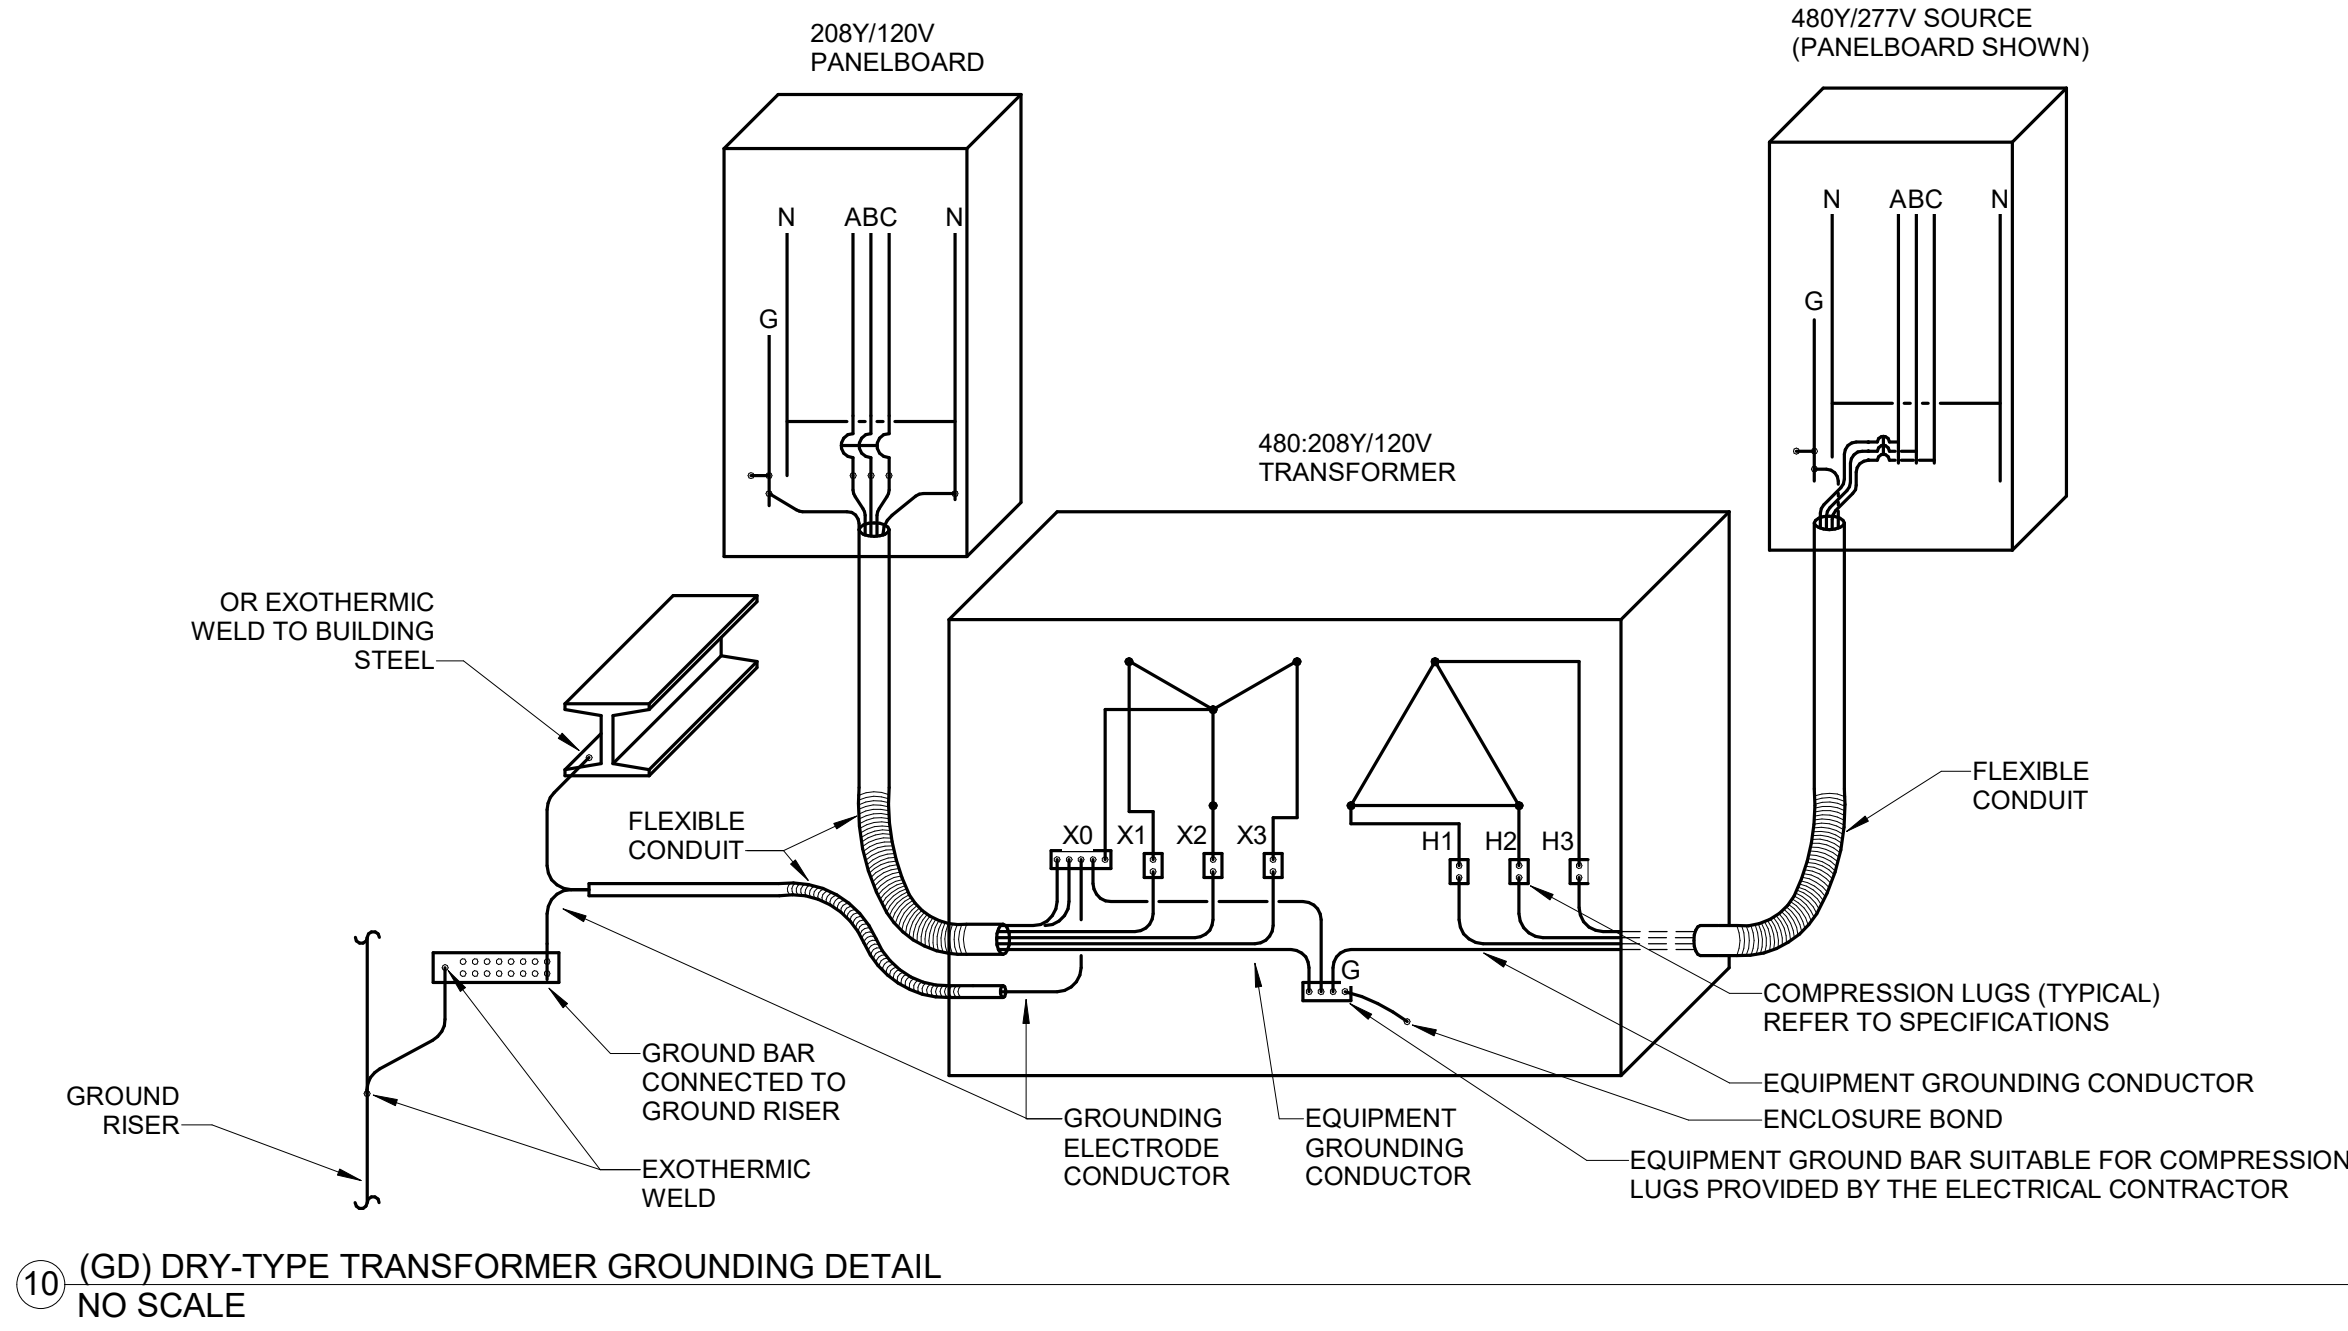 208Y/120V
PANELBOARD
480Y/277V SOURCE
(PANELBOARD SHOWN)
N ABC N
G
N ABC N
G
480:208Y/120V
TRANSFORMER
OR EXOTHERMIC
WELD TO BUILDING
STEEL
FLEXIBLE
CONDUIT
X0 X1 X2 X3
H1 H2 H3
FLEXIBLE
CONDUIT
G
COMPRESSION LUGS (TYPICAL)
REFER TO SPECIFICATIONS
GROUND BAR
CONNECTED TO
GROUND RISER
GROUND
RISER
EXOTHERMIC
WELD
GROUNDING
ELECTRODE
CONDUCTOR
EQUIPMENT
GROUNDING
CONDUCTOR
EQUIPMENT GROUNDING CONDUCTOR
ENCLOSURE BOND
EQUIPMENT GROUND BAR SUITABLE FOR COMPRESSION
LUGS PROVIDED BY THE ELECTRICAL CONTRACTOR
10 (GD) DRY-TYPE TRANSFORMER GROUNDING DETAIL
NO SCALE